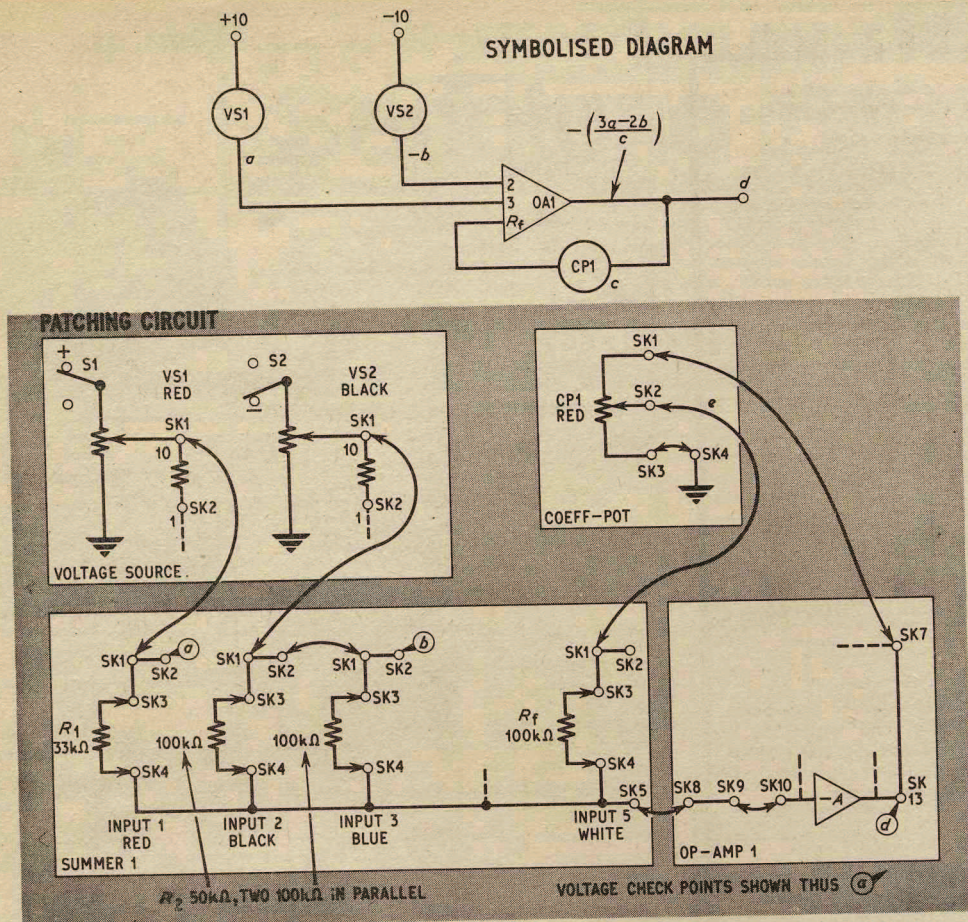 +10
-10
SYMBOLISED DIAGRAM
VS1
VS2
a
-b
-(3a-2b/c)
2
3
Rf
OA1
d
CP1
c
PATCHING CIRCUIT
+
S1
VS1
RED
SK1
10
SK2
1
S2
–
VS2
BLACK
SK1
10
SK2
1
VOLTAGE SOURCE.
SK1
CP1
RED
SK2
e
SK3
SK4
COEFF-POT
SK1
a
SK2
SK3
R1
33kΩ
SK4
INPUT 1
RED
SK1
SK2
SK3
100kΩ
SK4
INPUT 2
BLACK
SK1
b
SK2
SK3
100kΩ
SK4
INPUT 3
BLUE
SK1
SK2
SK3
Rf
100kΩ
SK4
SK5
INPUT 5
WHITE
SUMMER 1
SK7
SK8
SK9
SK10
-A
SK
13
d
OP-AMP 1
R2 50kΩ, TWO 100kΩ IN PARALLEL
VOLTAGE CHECK POINTS SHOWN THUS a